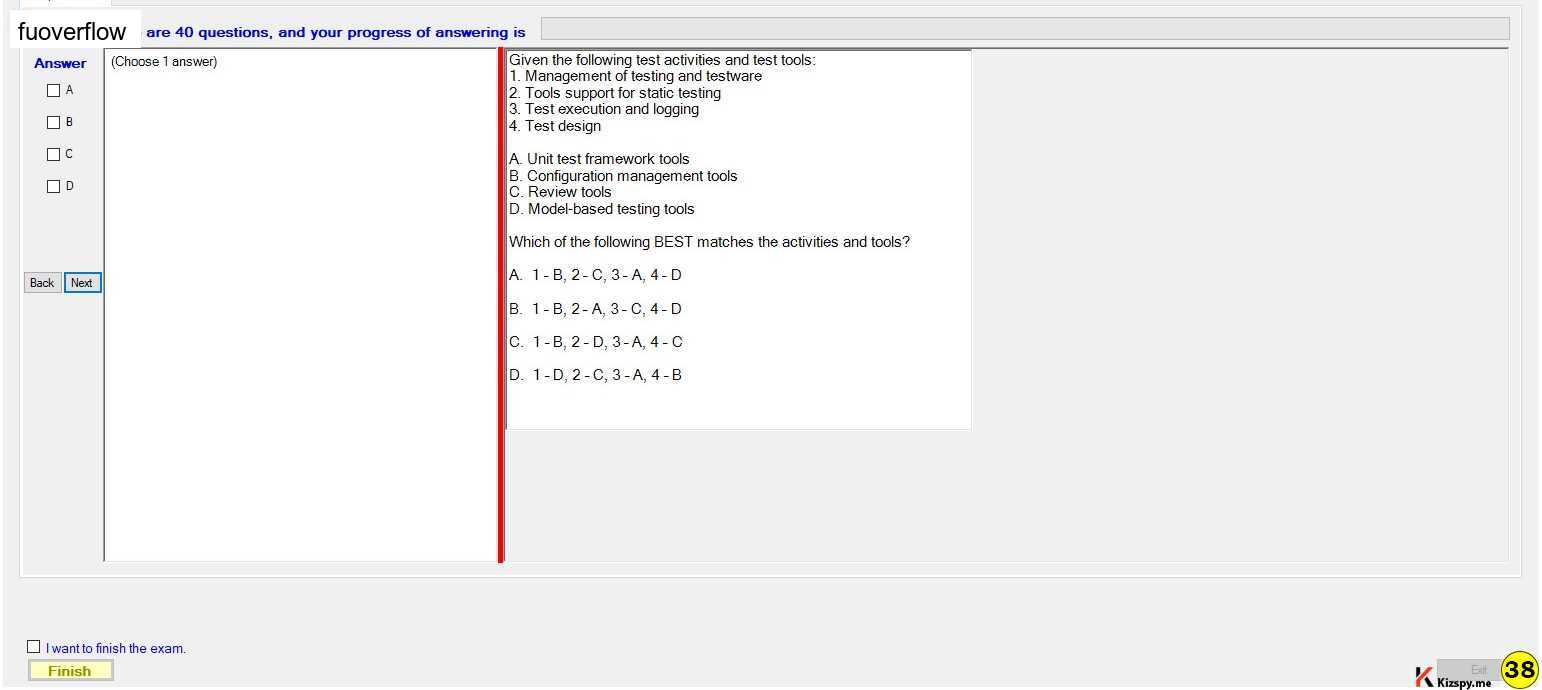 fuoverflow are 40 questions, and your progress of answering is
Answer
A
B
C
D
Back Next
(Choose 1 answer)
Given the following test activities and test tools:
1. Management of testing and testware
2. Tools support for static testing
3. Test execution and logging
4. Test design
A. Unit test framework tools
B. Configuration management tools
C. Review tools
D. Model-based testing tools
Which of the following BEST matches the activities and tools?
A. 1 - B, 2 - C, 3 - A, 4 - D
B. 1 - B, 2 - A, 3 - C, 4 - D
C. 1 - B, 2 - D, 3 - A, 4 - C
D. 1 - D, 2 - C, 3 - A, 4 - B
I want to finish the exam.
Finish
Exit
Kizspy.me
38